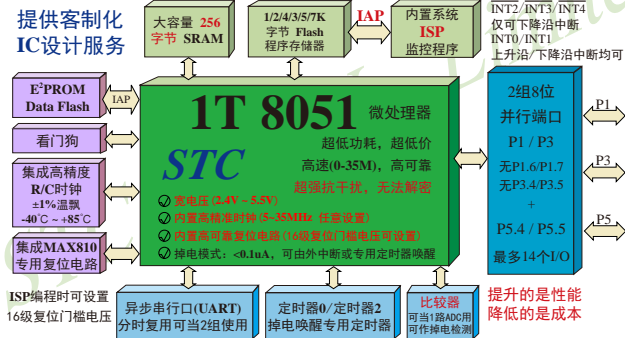 提供客制化
IC设计服务
大容量 256
字节 SRAM
1/2/4/3/5/7K
字节 Flash
程序存储器
IAP
内置系统
ISP
监控程序
INT2 /INT3/ INT4
仅可下降沿中断
INT0/ INT1
上升沿/下降沿中断均可
E²PROM
Data Flash
IAP
看门狗
集成高精度
R/C时钟
±1%温飘
-40℃ ~ +85℃
集成MAX810
专用复位电路
ISP编程时可设置
16级复位门槛电压
1T 8051 微处理器
STC
超低功耗，超低价
高速(0-35M)，高可靠
超强抗干扰，无法解密
宽电压(2.4V ~ 5.5V)
内置高精准时钟(5~35MHz 任意设置)
内置高可靠复位电路(16级复位门槛电压可设置)
掉电模式：<0.1uA，可由外中断或专用定时器唤醒
2组8位
并行端口
P1 / P3
无P1.6/P1.7
无P3.4/P3.5
+
P5.4 / P5.5
最多14个I/O
P1
P3
P5
异步串行口(UART)
分时复用可当2组使用
定时器0/定时器2
掉电唤醒专用定时器
比较器
可当1路ADC用
可作掉电检测
提升的是性能
降低的是成本